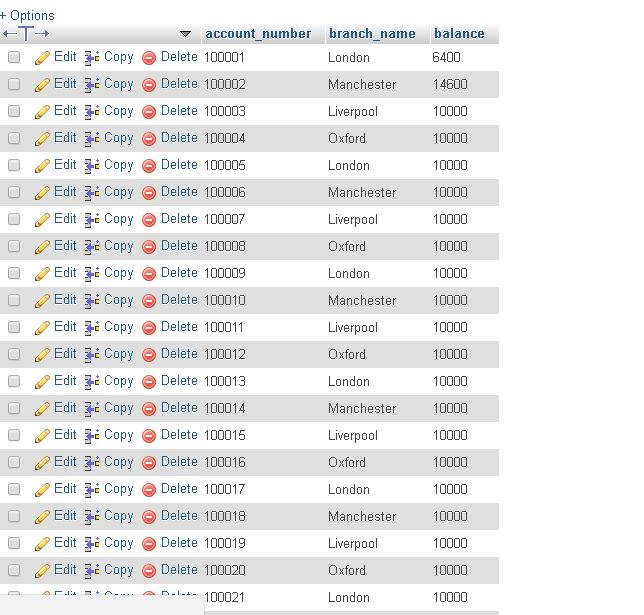 + Options
account_number branch_name balance
Edit Copy Delete 100001 London 6400
Edit Copy Delete 100002 Manchester 14600
Edit Copy Delete 100003 Liverpool 10000
Edit Copy Delete 100004 Oxford 10000
Edit Copy Delete 100005 London 10000
Edit Copy Delete 100006 Manchester 10000
Edit Copy Delete 100007 Liverpool 10000
Edit Copy Delete 100008 Oxford 10000
Edit Copy Delete 100009 London 10000
Edit Copy Delete 100010 Manchester 10000
Edit Copy Delete 100011 Liverpool 10000
Edit Copy Delete 100012 Oxford 10000
Edit Copy Delete 100013 London 10000
Edit Copy Delete 100014 Manchester 10000
Edit Copy Delete 100015 Liverpool 10000
Edit Copy Delete 100016 Oxford 10000
Edit Copy Delete 100017 London 10000
Edit Copy Delete 100018 Manchester 10000
Edit Copy Delete 100019 Liverpool 10000
Edit Copy Delete 100020 Oxford 10000
100021 London 10000